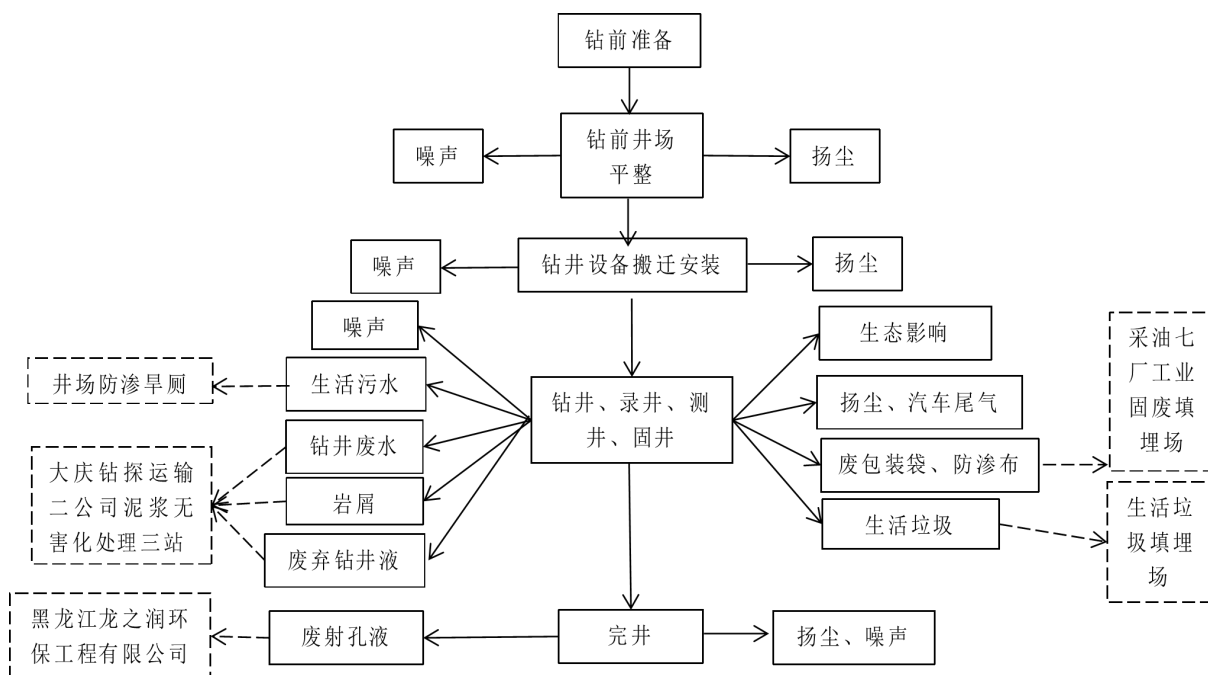 钻前准备
噪声
钻前井场
平整
扬尘
噪声
钻井设备搬迁安装
扬尘
噪声
生态影响
采油七
厂工业
固废填
埋场
井场防渗旱厕
生活污水
钻井、录井、测
井、固井
扬尘、汽车尾气
钻井废水
废包装袋、防渗布
大庆钻探运输
二公司泥浆无
害化处理三站
岩屑
生活垃圾
生活垃
圾填埋
场
废弃钻井液
黑龙江龙之润环
保工程有限公司
废射孔液
完井
扬尘、噪声